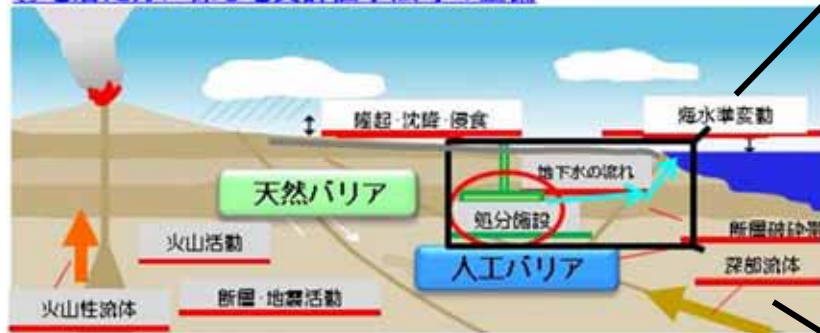 隆起・沈降・侵食
海水準変動
地下水の流れ
天然バリア
処分施設
断層破砕帯
火山活動
人工バリア
深部流体
火山性流体
断層・地震活動